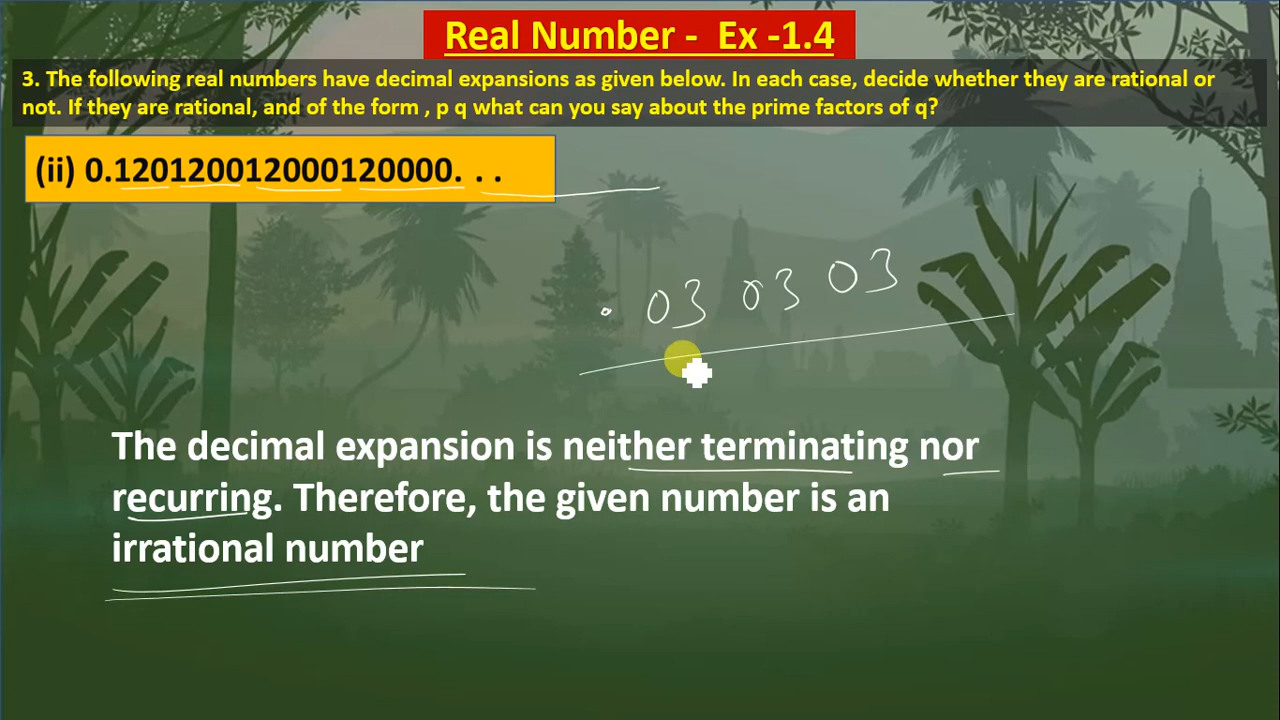 Real Number - Ex -1.4
3. The following real numbers have decimal expansions as given below. In each case, decide whether they are rational or
not. If they are rational, and of the form , p q what can you say about the prime factors of q?
(ii) 0.120120012000120000. . .
. 03 03 03
The decimal expansion is neither terminating nor
recurring. Therefore, the given number is an
irrational number